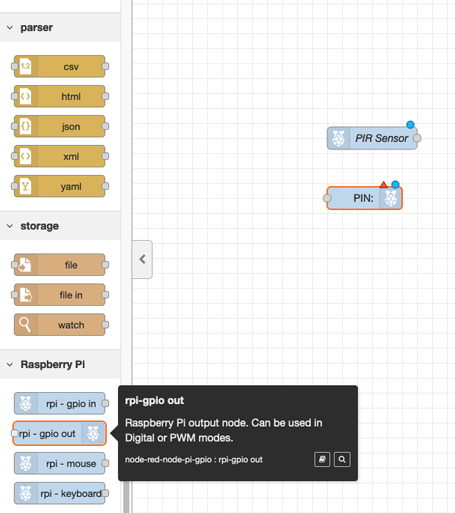 parser
1,2
csv
html
json
xml
yaml
storage
file
file in
watch
Raspberry Pi
rpi - gpio in
rpi - gpio out
rpi - mouse
rpi - keyboard
PIR Sensor
PIN:
rpi-gpio out
Raspberry Pi output node. Can be used in
Digital or PWM modes.
node-red-node-pi-gpio : rpi-gpio out